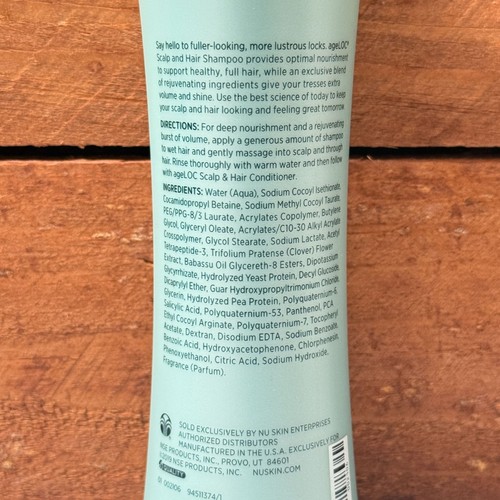 Say hello to fuller-looking, more lustrous locks. ageLOC®
Scalp and Hair Shampoo provides optimal nourishment
to support healthy, full hair, while an exclusive blend
of rejuvenating ingredients give your tresses extra
volume and shine. Use the best science of today to keep
your scalp and hair looking and feeling great tomorrow.
DIRECTIONS: For deep nourishment and a rejuvenating
burst of volume, apply a generous amount of shampoo
to wet hair and gently massage into scalp and through
hair. Rinse thoroughly with warm water and then follow
with ageLOC Scalp & Hair Conditioner.
INGREDIENTS: Water (Aqua), Sodium Cocoyl Isethionate,
Cocamidopropyl Betaine, Sodium Methyl Cocoyl Taurate,
PEG/PPG-8/3 Laurate, Acrylates Copolymer, Butylene
Glycol, Glyceryl Oleate, Acrylates/C10-30 Alkyl Acrylate
Crosspolymer, Glycol Stearate, Sodium Lactate, Acetyl
Tetrapeptide-3, Trifolium Pratense (Clover) Flower
Extract, Babassu Oil Glycereth-8 Esters, Dipotassium
Glycyrrhizate, Hydrolyzed Yeast Protein, Decyl Glucoside,
Dicaprylyl Ether, Guar Hydroxypropyltrimonium Chloride,
Glycerin, Hydrolyzed Pea Protein, Polyquaternium-6,
Salicylic Acid, Polyquaternium-53, Panthenol, PCA
Ethyl Cocoyl Arginate, Polyquaternium-7, Tocopheryl
Acetate, Dextran, Disodium EDTA, Sodium Benzoate,
Benzoic Acid, Hydroxyacetophenone, Chlorphenesin,
Phenoxyethanol, Citric Acid, Sodium Hydroxide,
Fragrance (Parfum).
SOLD EXCLUSIVELY BY NU SKIN ENTERPRISES
AUTHORIZED DISTRIBUTORS
MANUFACTURED IN THE U.S.A. EXCLUSIVELY FOR
NSE PRODUCTS, INC., PROVO, UT 84601
©2019 NSE PRODUCTS, INC. NUSKIN.COM
QUALITY
01 002106 94511374/1